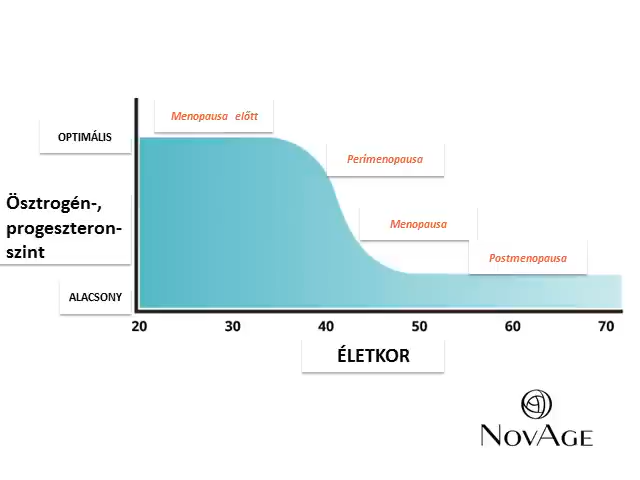 Menopausa előtt
OPTIMÁLIS
Perimenopausa
Ösztrogén-,
progeszteron-
szint
Menopausa
Postmenopausa
ALACSONY
20 30 40 50 60 70
ÉLETKOR
NOVAGE